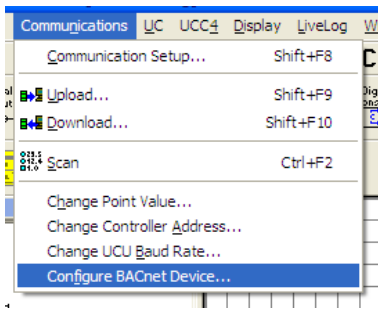 Communications UC UCC4 Display LiveLog
Communication Setup... Shift+F8
Upload... Shift+F9
Download... Shift+F10
Scan Ctrl+F2
Change Point Value...
Change Controller Address...
Change UCU Baud Rate...
Configure BACnet Device...